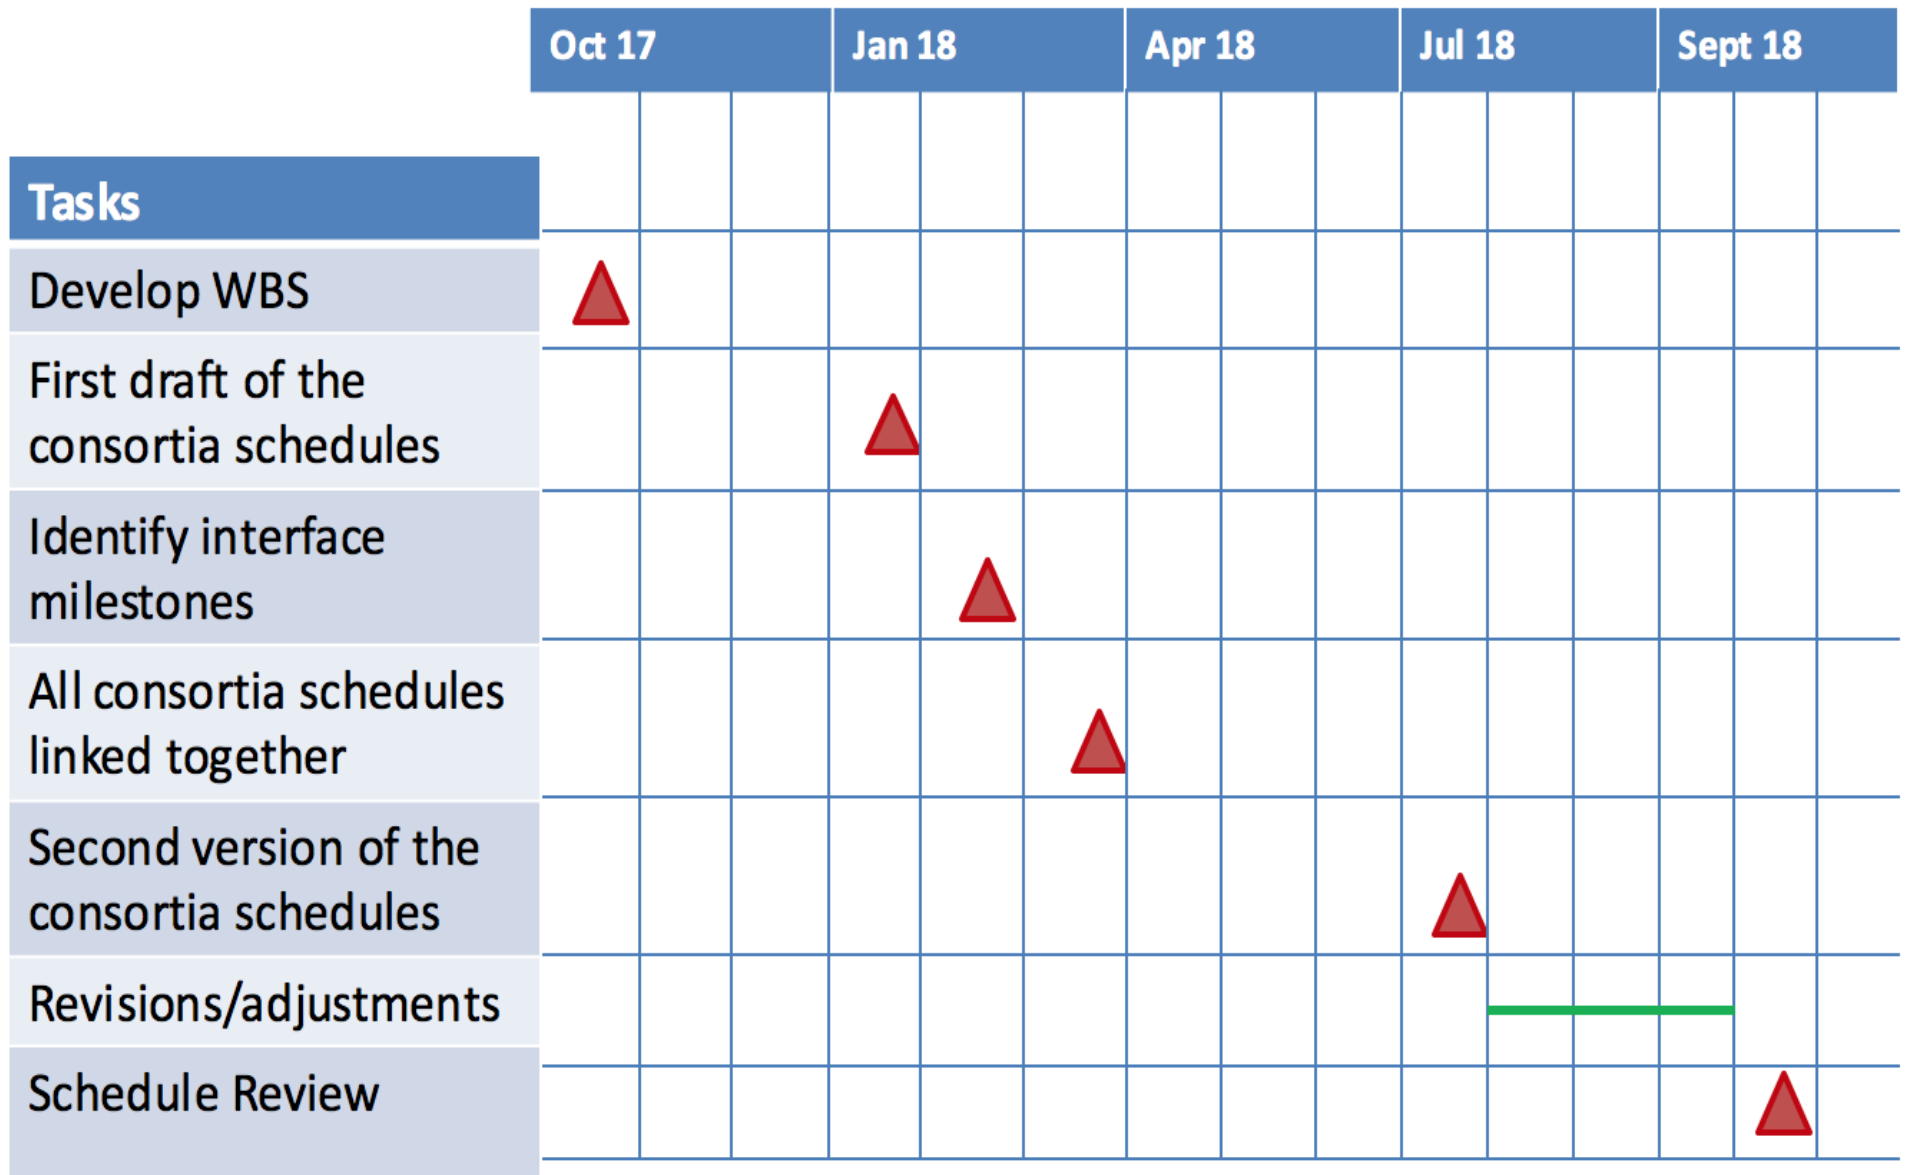 Oct 17 Jan 18 Apr 18 Jul 18 Sept 18
Tasks
Develop WBS
First draft of the
consortia schedules
Identify interface
milestones
All consortia schedules
linked together
Second version of the
consortia schedules
Revisions/adjustments
Schedule Review